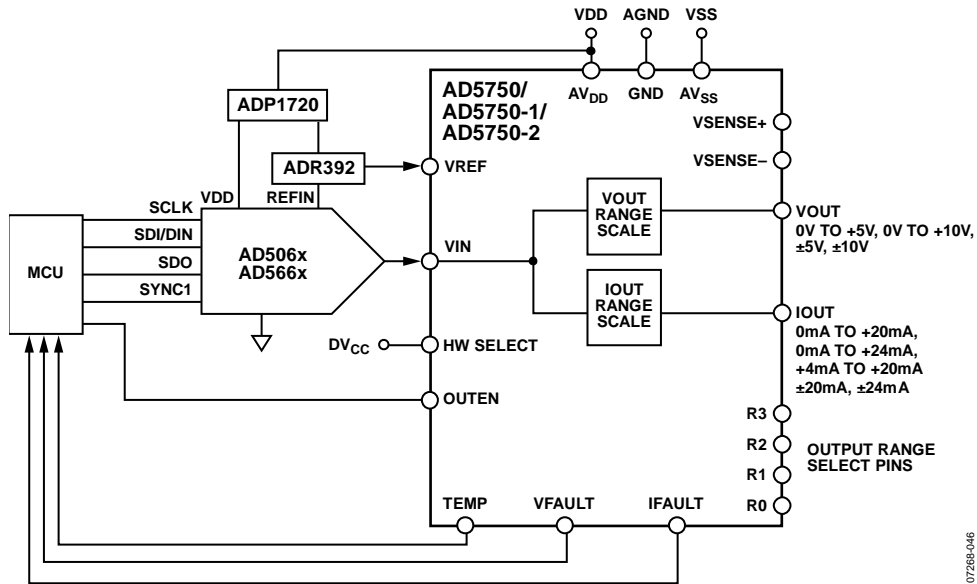 VDD AGND VSS
AD5750/
AD5750-1/
AD5750-2
AVDD GND AVSS
ADP1720
VSENSE+
ADR392
VREF
VSENSE–
VDD REFIN
SCLK
SDI/DIN
SDO
SYNC1
MCU
AD506x
AD566x
VIN
VOUT
RANGE
SCALE
VOUT
0V TO +5V, 0V TO +10V,
±5V, ±10V
IOUT
RANGE
SCALE
IOUT
0mA TO +20mA,
0mA TO +24mA,
+4mA TO +20mA
±20mA, ±24mA
DVCC
HW SELECT
OUTEN
R3
R2
R1
R0
OUTPUT RANGE
SELECT PINS
TEMP VFAULT IFAULT
07268-046